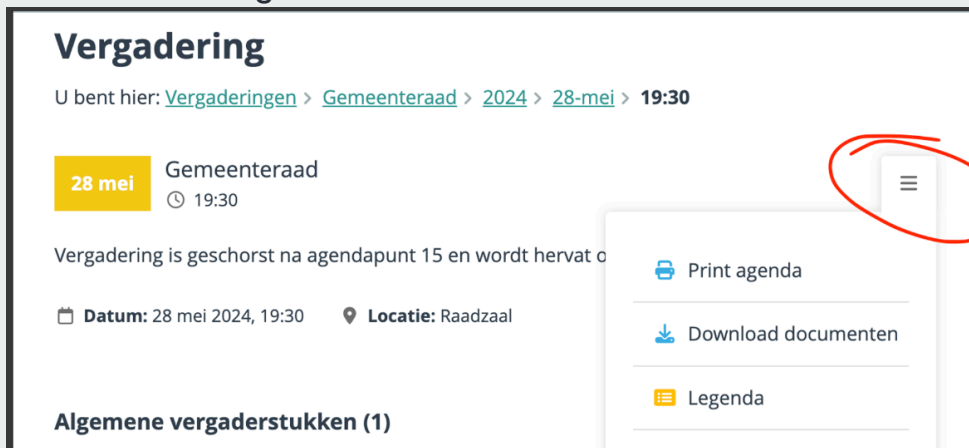 Vergadering
U bent hier: Vergaderingen > Gemeenteraad > 2024 > 28-mei > 19:30
28 mei
Gemeenteraad
19:30
Vergadering is geschorst na agendapunt 15 en wordt hervat o
Datum: 28 mei 2024, 19:30 Locatie: Raadzaal
Algemene vergaderstukken (1)
Print agenda
Download documenten
Legenda